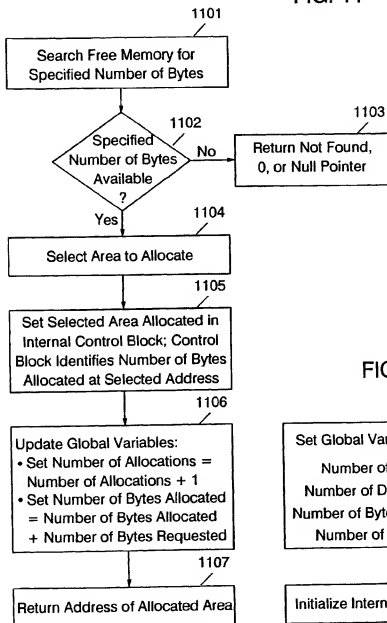 1101
Search Free Memory for
Specified Number of Bytes
1102
Specified
Number of Bytes
Available
?
No
Yes
1103
Return Not Found,
0, or Null Pointer
1104
Select Area to Allocate
1105
Set Selected Area Allocated in
Internal Control Block; Control
Block Identifies Number of Bytes
Allocated at Selected Address
1106
Update Global Variables:
• Set Number of Allocations =
Number of Allocations + 1
• Set Number of Bytes Allocated
= Number of Bytes Allocated
+ Number of Bytes Requested
1107
Return Address of Allocated Area
FIG
Set Global Var
Number of
Number of D
Number of Byt
Number of
Initialize Intern